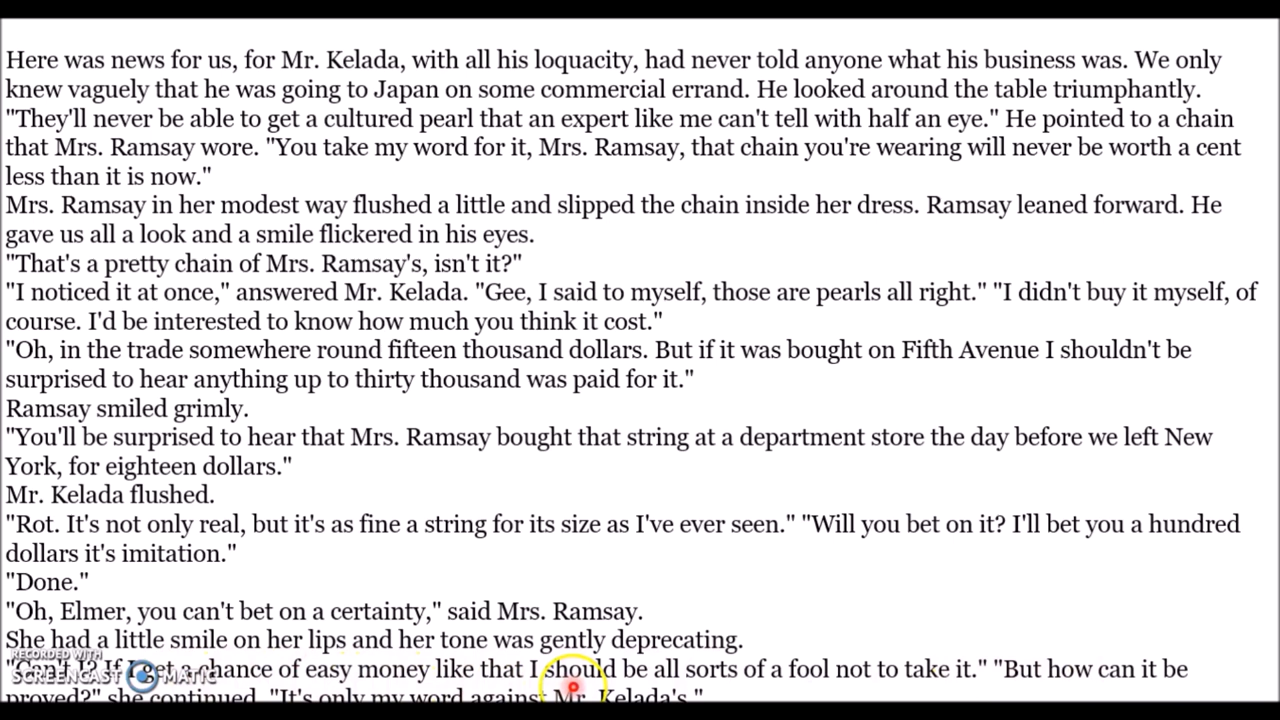 Here was news for us, for Mr. Kelada, with all his loquacity, had never told anyone what his business was. We only
knew vaguely that he was going to Japan on some commercial errand. He looked around the table triumphantly.
"They'll never be able to get a cultured pearl that an expert like me can't tell with half an eye." He pointed to a chain
that Mrs. Ramsay wore. "You take my word for it, Mrs. Ramsay, that chain you're wearing will never be worth a cent
less than it is now."
Mrs. Ramsay in her modest way flushed a little and slipped the chain inside her dress. Ramsay leaned forward. He
gave us all a look and a smile flickered in his eyes.
"That's a pretty chain of Mrs. Ramsay's, isn't it?"
"I noticed it at once," answered Mr. Kelada. "Gee, I said to myself, those are pearls all right." "I didn't buy it myself, of
course. I'd be interested to know how much you think it cost."
"Oh, in the trade somewhere round fifteen thousand dollars. But if it was bought on Fifth Avenue I shouldn't be
surprised to hear anything up to thirty thousand was paid for it."
Ramsay smiled grimly.
"You'll be surprised to hear that Mrs. Ramsay bought that string at a department store the day before we left New
York, for eighteen dollars."
Mr. Kelada flushed.
"Rot. It's not only real, but it's as fine a string for its size as I've ever seen." "Will you bet on it? I'll bet you a hundred
dollars it's imitation."
"Done."
"Oh, Elmer, you can't bet on a certainty," said Mrs. Ramsay.
She had a little smile on her lips and her tone was gently deprecating.
"Can't I? If I get a chance of easy money like that I should be all sorts of a fool not to take it." "But how can it be
proved?" she continued. "It's only my word against Mr. Kelada's."
RECORDED WITH
SCREENCAST MATIC